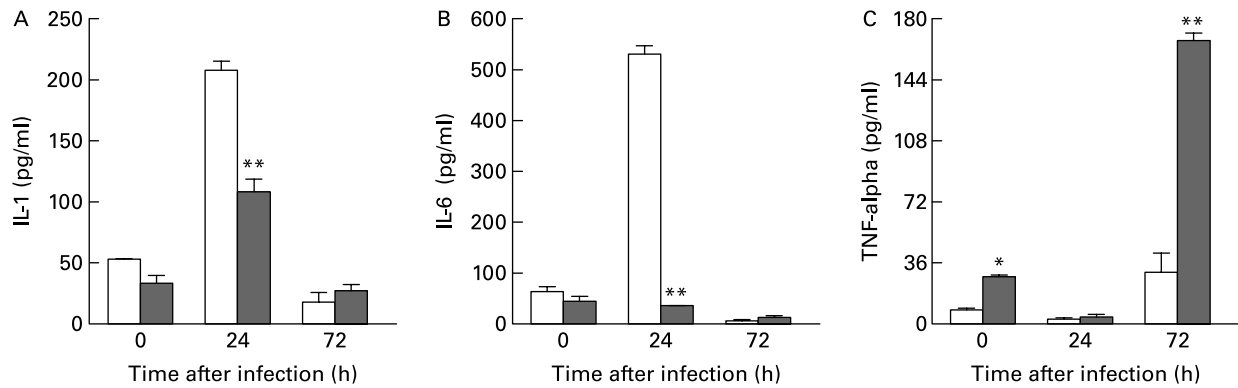 A
IL-1 (pg/ml)
250
200
150
100
50
0
**
0 24 72
Time after infection (h)
B
IL-6 (pg/ml)
600
500
400
300
200
100
0
**
0 24 72
Time after infection (h)
C
TNF-alpha (pg/ml)
180
144
108
72
36
0
*
**
0 24 72
Time after infection (h)